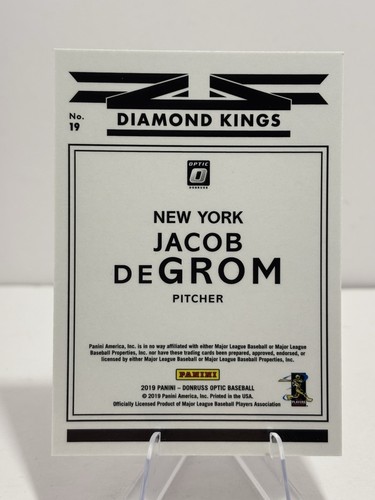 No.
19
DIAMOND KINGS
OPTIC
O
DONRUSS
NEW YORK
JACOB
DEGROM
PITCHER
Panini America, Inc. is in no way affiliated with either Major League Baseball or Major League
Baseball Properties, Inc. nor have these trading cards been prepared, approved, endorsed, or
licensed by either Major League Baseball or Major League Baseball Properties, Inc.
PANINI
2019 PANINI – DONRUSS OPTIC BASEBALL
© 2019 Panini America, Inc. Printed in the USA.
Officially Licensed Product of Major League Baseball Players Association